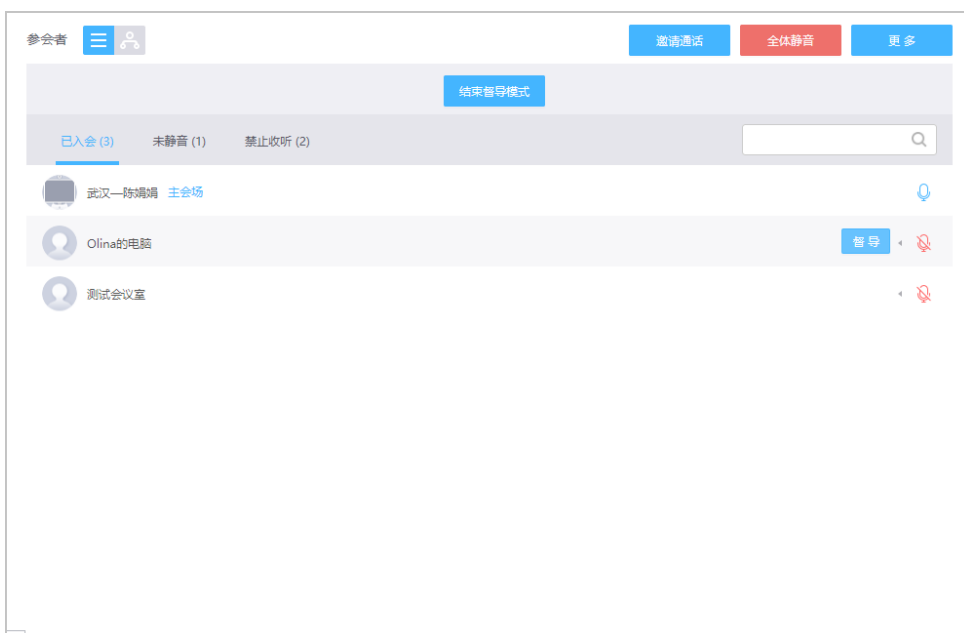 参会者 邀请通话 全体静音 更多
结束督导模式
已入会 (3) 未静音 (1) 禁止收听 (2)
武汉—陈娟娟 主会场
Olina的电脑 督导
测试会议室